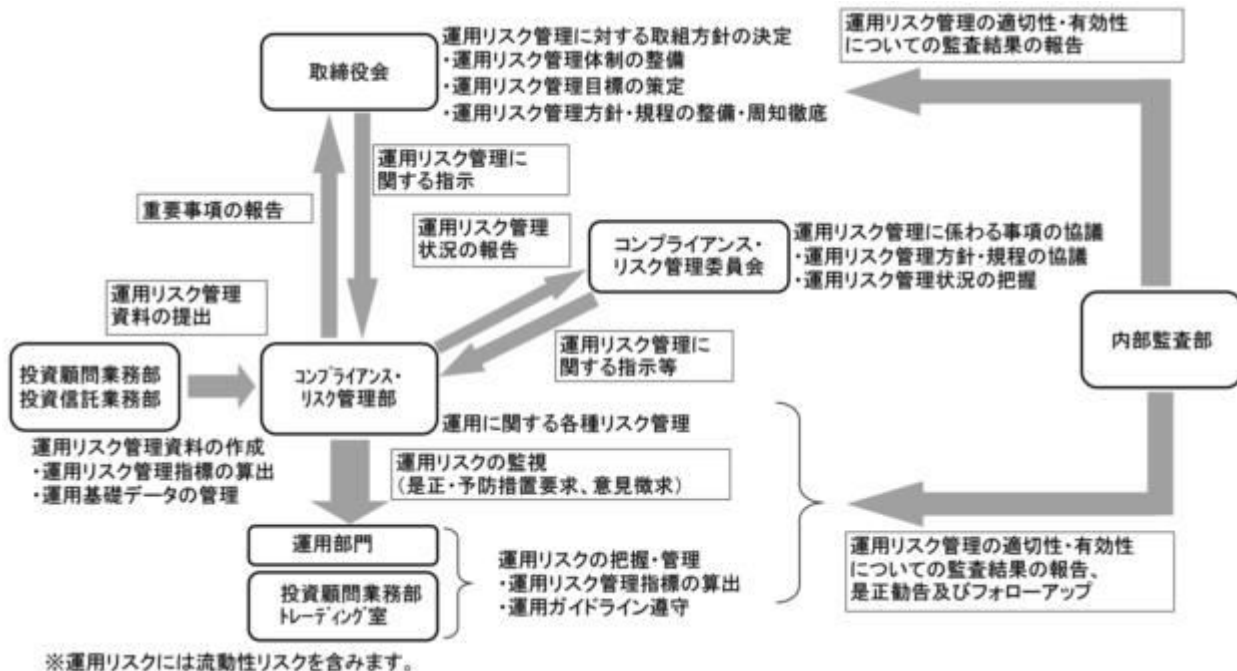 取締役会
運用リスク管理に対する取組方針の決定
・運用リスク管理体制の整備
・運用リスク管理目標の策定
・運用リスク管理方針・規程の整備・周知徹底
運用リスク管理の適切性・有効性
についての監査結果の報告
運用リスク管理に
関する指示
重要事項の報告
運用リスク管理
状況の報告
コンプライアンス・
リスク管理委員会
運用リスク管理に係わる事項の協議
・運用リスク管理方針・規程の協議
・運用リスク管理状況の把握
運用リスク管理
資料の提出
運用リスク管理に
関する指示等
内部監査部
投資顧問業務部
投資信託業務部
コンプライアンス・
リスク管理部
運用リスク管理資料の作成
・運用リスク管理指標の算出
・運用基礎データの管理
運用に関する各種リスク管理
運用リスクの監視
(是正・予防措置要求、意見徴求)
運用部門
投資顧問業務部
トレーディング室
運用リスクの把握・管理
・運用リスク管理指標の算出
・運用ガイドライン遵守
運用リスク管理の適切性・有効性
についての監査結果の報告、
是正勧告及びフォローアップ
※運用リスクには流動性リスクを含みます。